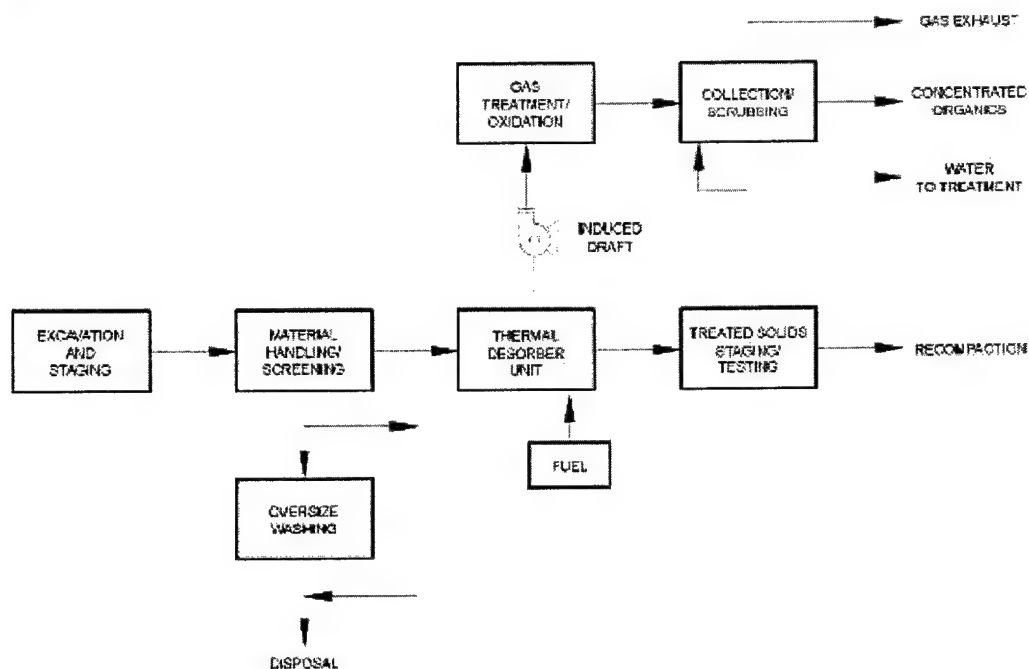 GAS EXHAUST
GAS
TREATMENT/
OXIDATION
COLLECTION/
SCRUBBING
CONCENTRATED
ORGANICS
WATER
TO TREATMENT
INDUCED
DRAFT
EXCAVATION
AND
STAGING
MATERIAL
HANDLING/
SCREENING
THERMAL
DESORBER
UNIT
TREATED SOLIDS
STAGING/
TESTING
RECOMPACTION
FUEL
OVERSIZE
WASHING
DISPOSAL